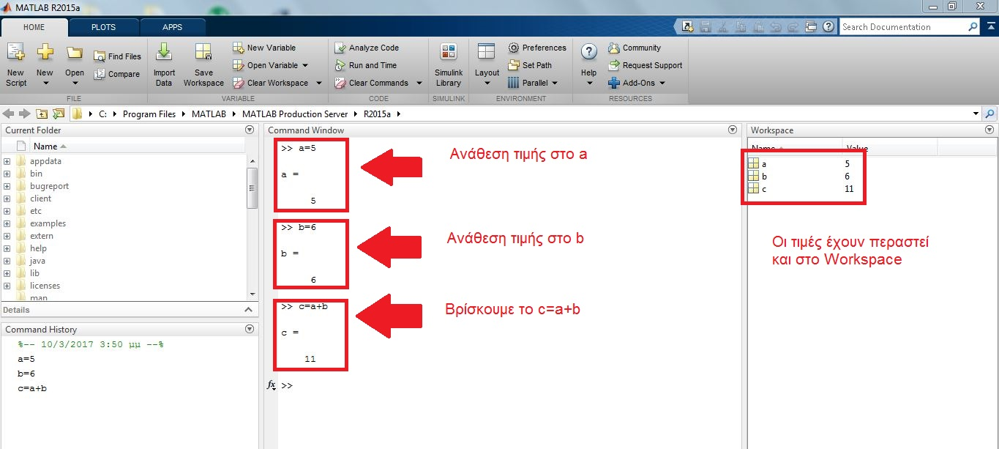 MATLAB R2015a
HOME PLOTS APPS
Search Documentation
New Script
New
Open
Find Files
Compare
Import Data
Save Workspace
New Variable
Open Variable
Clear Workspace
Analyze Code
Run and Time
Clear Commands
Simulink Library
Layout
Preferences
Set Path
Parallel
Help
Community
Request Support
Add-Ons
FILE VARIABLE CODE SIMULINK ENVIRONMENT RESOURCES
C: Program Files MATLAB MATLAB Production Server R2015a
Current Folder
Name
appdata
bin
bugreport
client
etc
examples
extern
help
java
lib
licenses
man
Details
Command History
%-- 10/3/2017 3:50 μμ --%
a=5
b=6
c=a+b
Command Window
>> a=5
a =
5
>> b=6
b =
6
>> c=a+b
c =
11
fx >>
Ανάθεση τιμής στο a
Ανάθεση τιμής στο b
Βρίσκουμε το c=a+b
Workspace
Name Value
a 5
b 6
c 11
Οι τιμές έχουν περαστεί
και στο Workspace